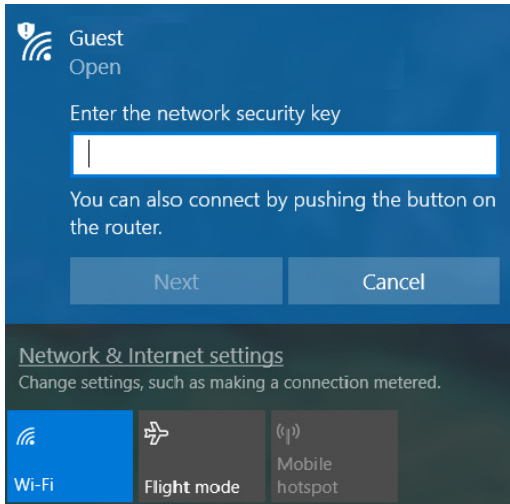 Guest
Open
Enter the network security key
You can also connect by pushing the button on
the router.
Next
Cancel
Network & Internet settings
Change settings, such as making a connection metered.
Wi-Fi
Flight mode
Mobile
hotspot